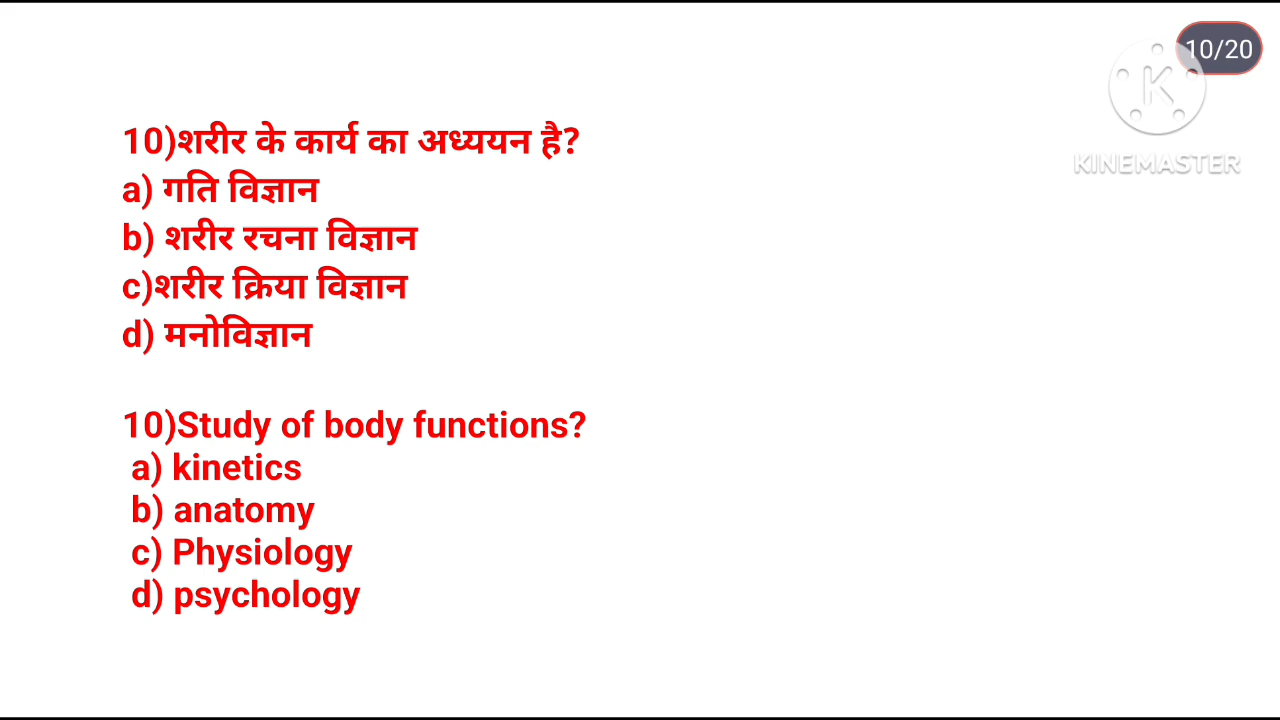 10/20
KINEMASTER
10)शरीर के कार्य का अध्ययन है?
a) गति विज्ञान
b) शरीर रचना विज्ञान
c)शरीर क्रिया विज्ञान
d) मनोविज्ञान
10)Study of body functions?
a) kinetics
b) anatomy
c) Physiology
d) psychology